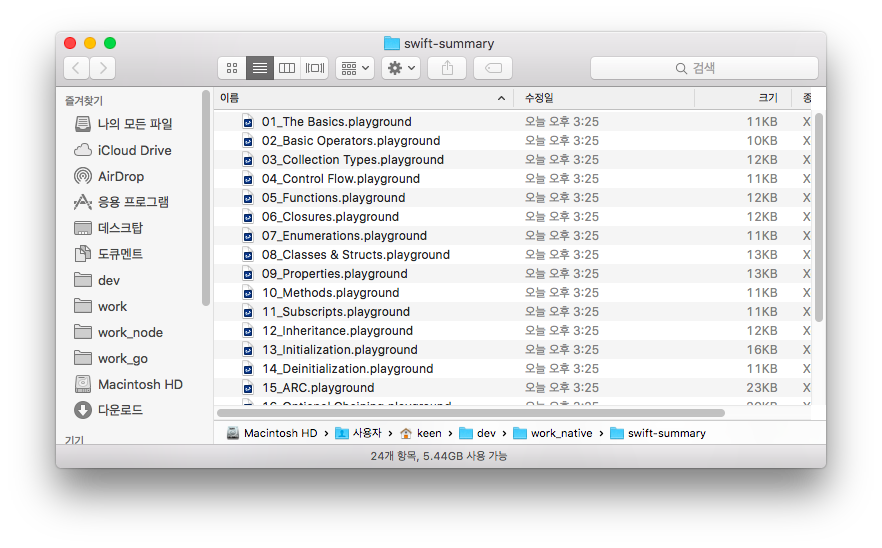 swift-summary
검색
즐겨찾기
나의 모든 파일
iCloud Drive
AirDrop
응용 프로그램
데스크탑
도큐멘트
dev
work
work_node
work_go
Macintosh HD
다운로드
기기
이름 수정일 크기 종
01_The Basics.playground 오늘 오후 3:25 11KB X
02_Basic Operators.playground 오늘 오후 3:25 10KB X
03_Collection Types.playground 오늘 오후 3:25 12KB X
04_Control Flow.playground 오늘 오후 3:25 11KB X
05_Functions.playground 오늘 오후 3:25 12KB X
06_Closures.playground 오늘 오후 3:25 12KB X
07_Enumerations.playground 오늘 오후 3:25 11KB X
08_Classes & Structs.playground 오늘 오후 3:25 13KB X
09_Properties.playground 오늘 오후 3:25 13KB X
10_Methods.playground 오늘 오후 3:25 11KB X
11_Subscripts.playground 오늘 오후 3:25 11KB X
12_Inheritance.playground 오늘 오후 3:25 12KB X
13_Initialization.playground 오늘 오후 3:25 16KB X
14_Deinitialization.playground 오늘 오후 3:25 11KB X
15_ARC.playground 오늘 오후 3:25 23KB X
16_Optional Chaining.playground
Macintosh HD › 사용자 › keen › dev › work_native › swift-summary
24개 항목, 5.44GB 사용 가능